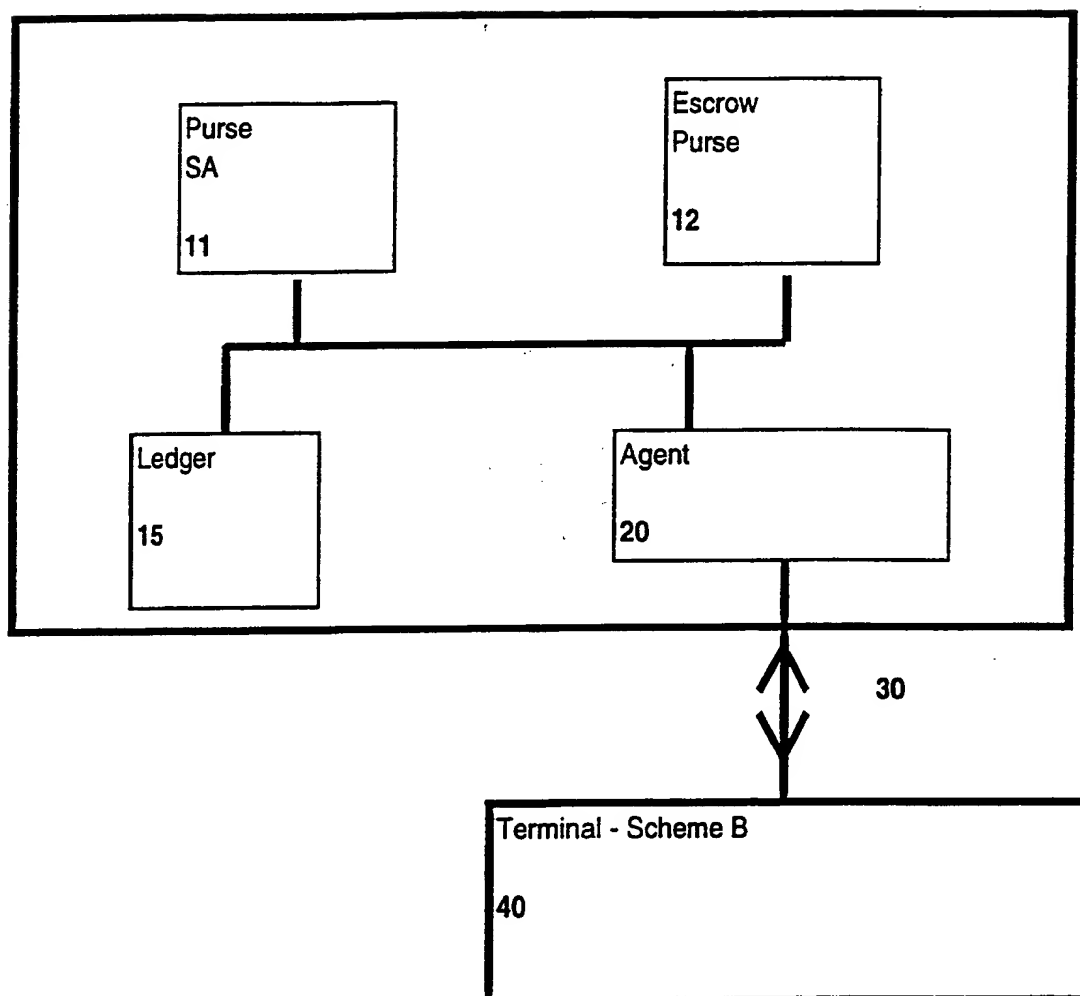 Purse
SA
11
Escrow
Purse
12
Ledger
15
Agent
20
30
Terminal - Scheme B
40